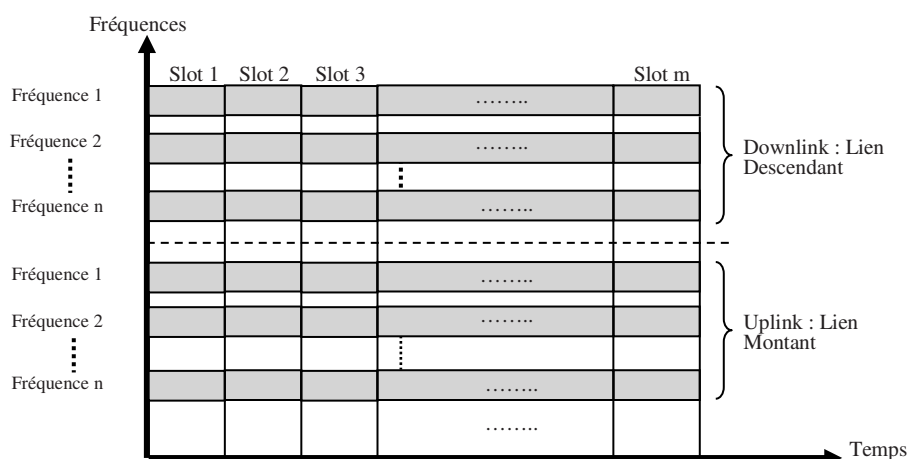 Fréquences
Slot 1 Slot 2 Slot 3 Slot m
Fréquence 1 ……..
Fréquence 2 ……..
Fréquence n ……..
Downlink : Lien
Descendant
Fréquence 1 ……..
Fréquence 2 ……..
Fréquence n ……..
Uplink : Lien
Montant
……..
Temps